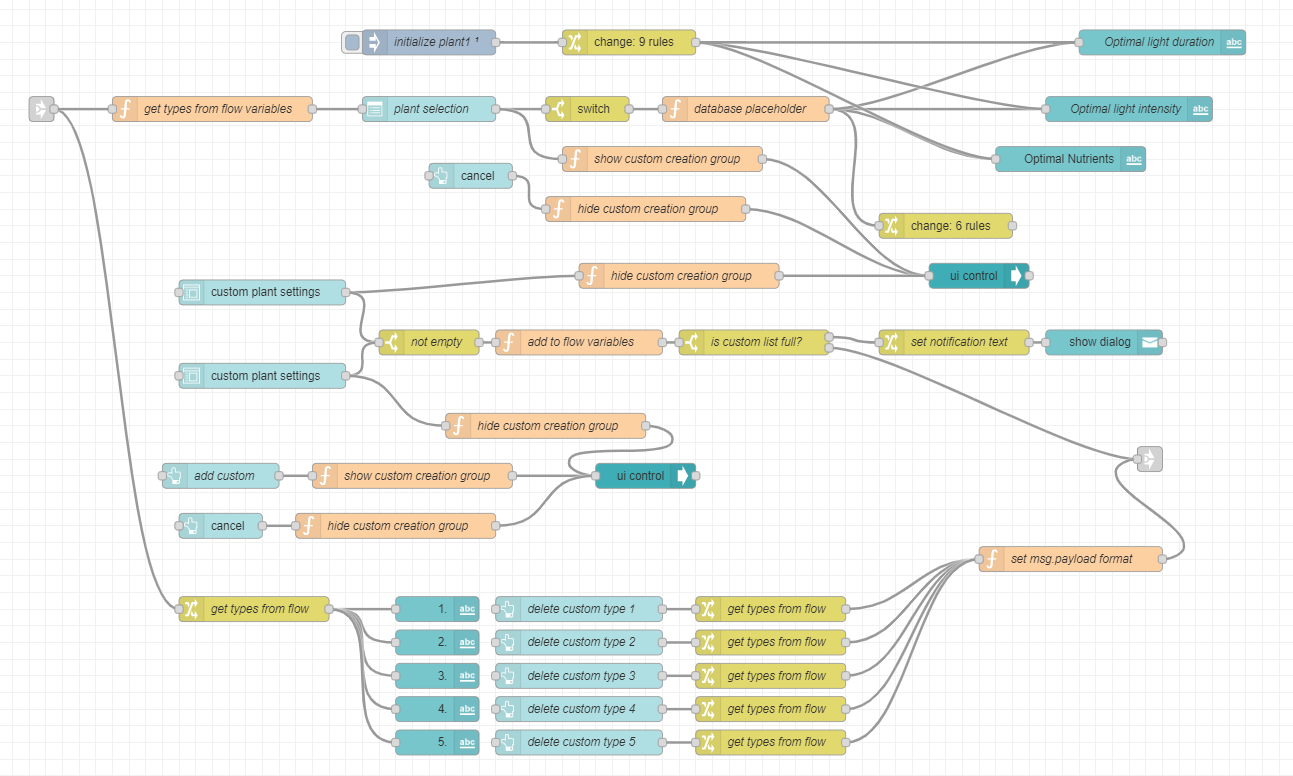 initialize plant1 ¹
change: 9 rules
Optimal light duration
abc
get types from flow variables
plant selection
switch
database placeholder
Optimal light intensity
abc
show custom creation group
Optimal Nutrients
abc
cancel
hide custom creation group
change: 6 rules
hide custom creation group
ui control
custom plant settings
not empty
add to flow variables
is custom list full?
set notification text
show dialog
custom plant settings
hide custom creation group
add custom
show custom creation group
ui control
cancel
hide custom creation group
set msg.payload format
get types from flow
1.
abc
delete custom type 1
get types from flow
2.
abc
delete custom type 2
get types from flow
3.
abc
delete custom type 3
get types from flow
4.
abc
delete custom type 4
get types from flow
5.
abc
delete custom type 5
get types from flow